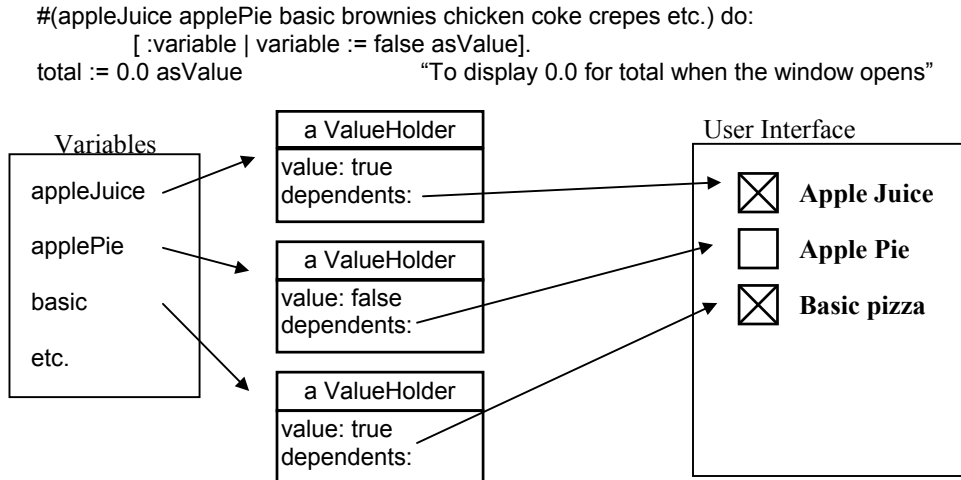 #(appleJuice applePie basic brownies chicken coke crepes etc.) do:
[ :variable | variable := false asValue].
total := 0.0 asValue “To display 0.0 for total when the window opens”
Variables
appleJuice
applePie
basic
etc.
a ValueHolder
value: true
dependents:
a ValueHolder
value: false
dependents:
a ValueHolder
value: true
dependents:
User Interface
Apple Juice
Apple Pie
Basic pizza